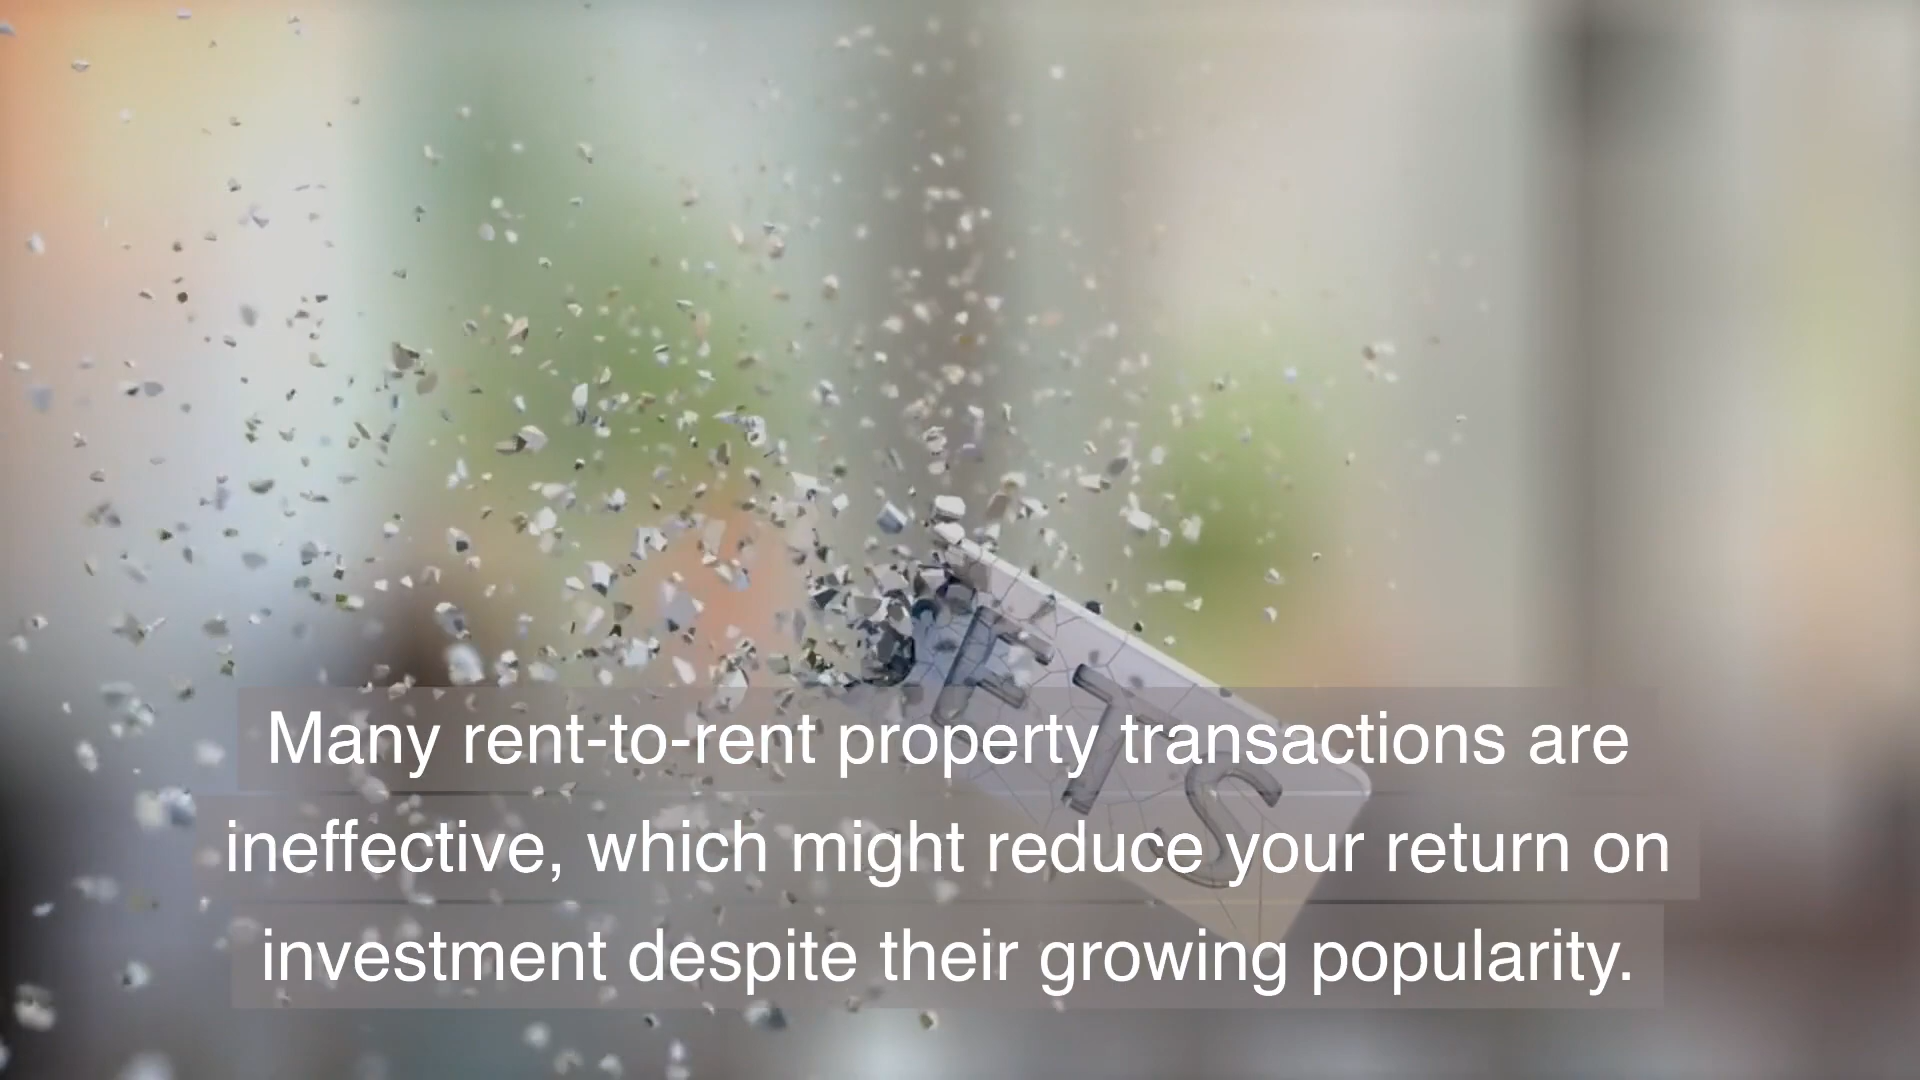 ETS
Many rent-to-rent property transactions are
ineffective, which might reduce your return on
investment despite their growing popularity.